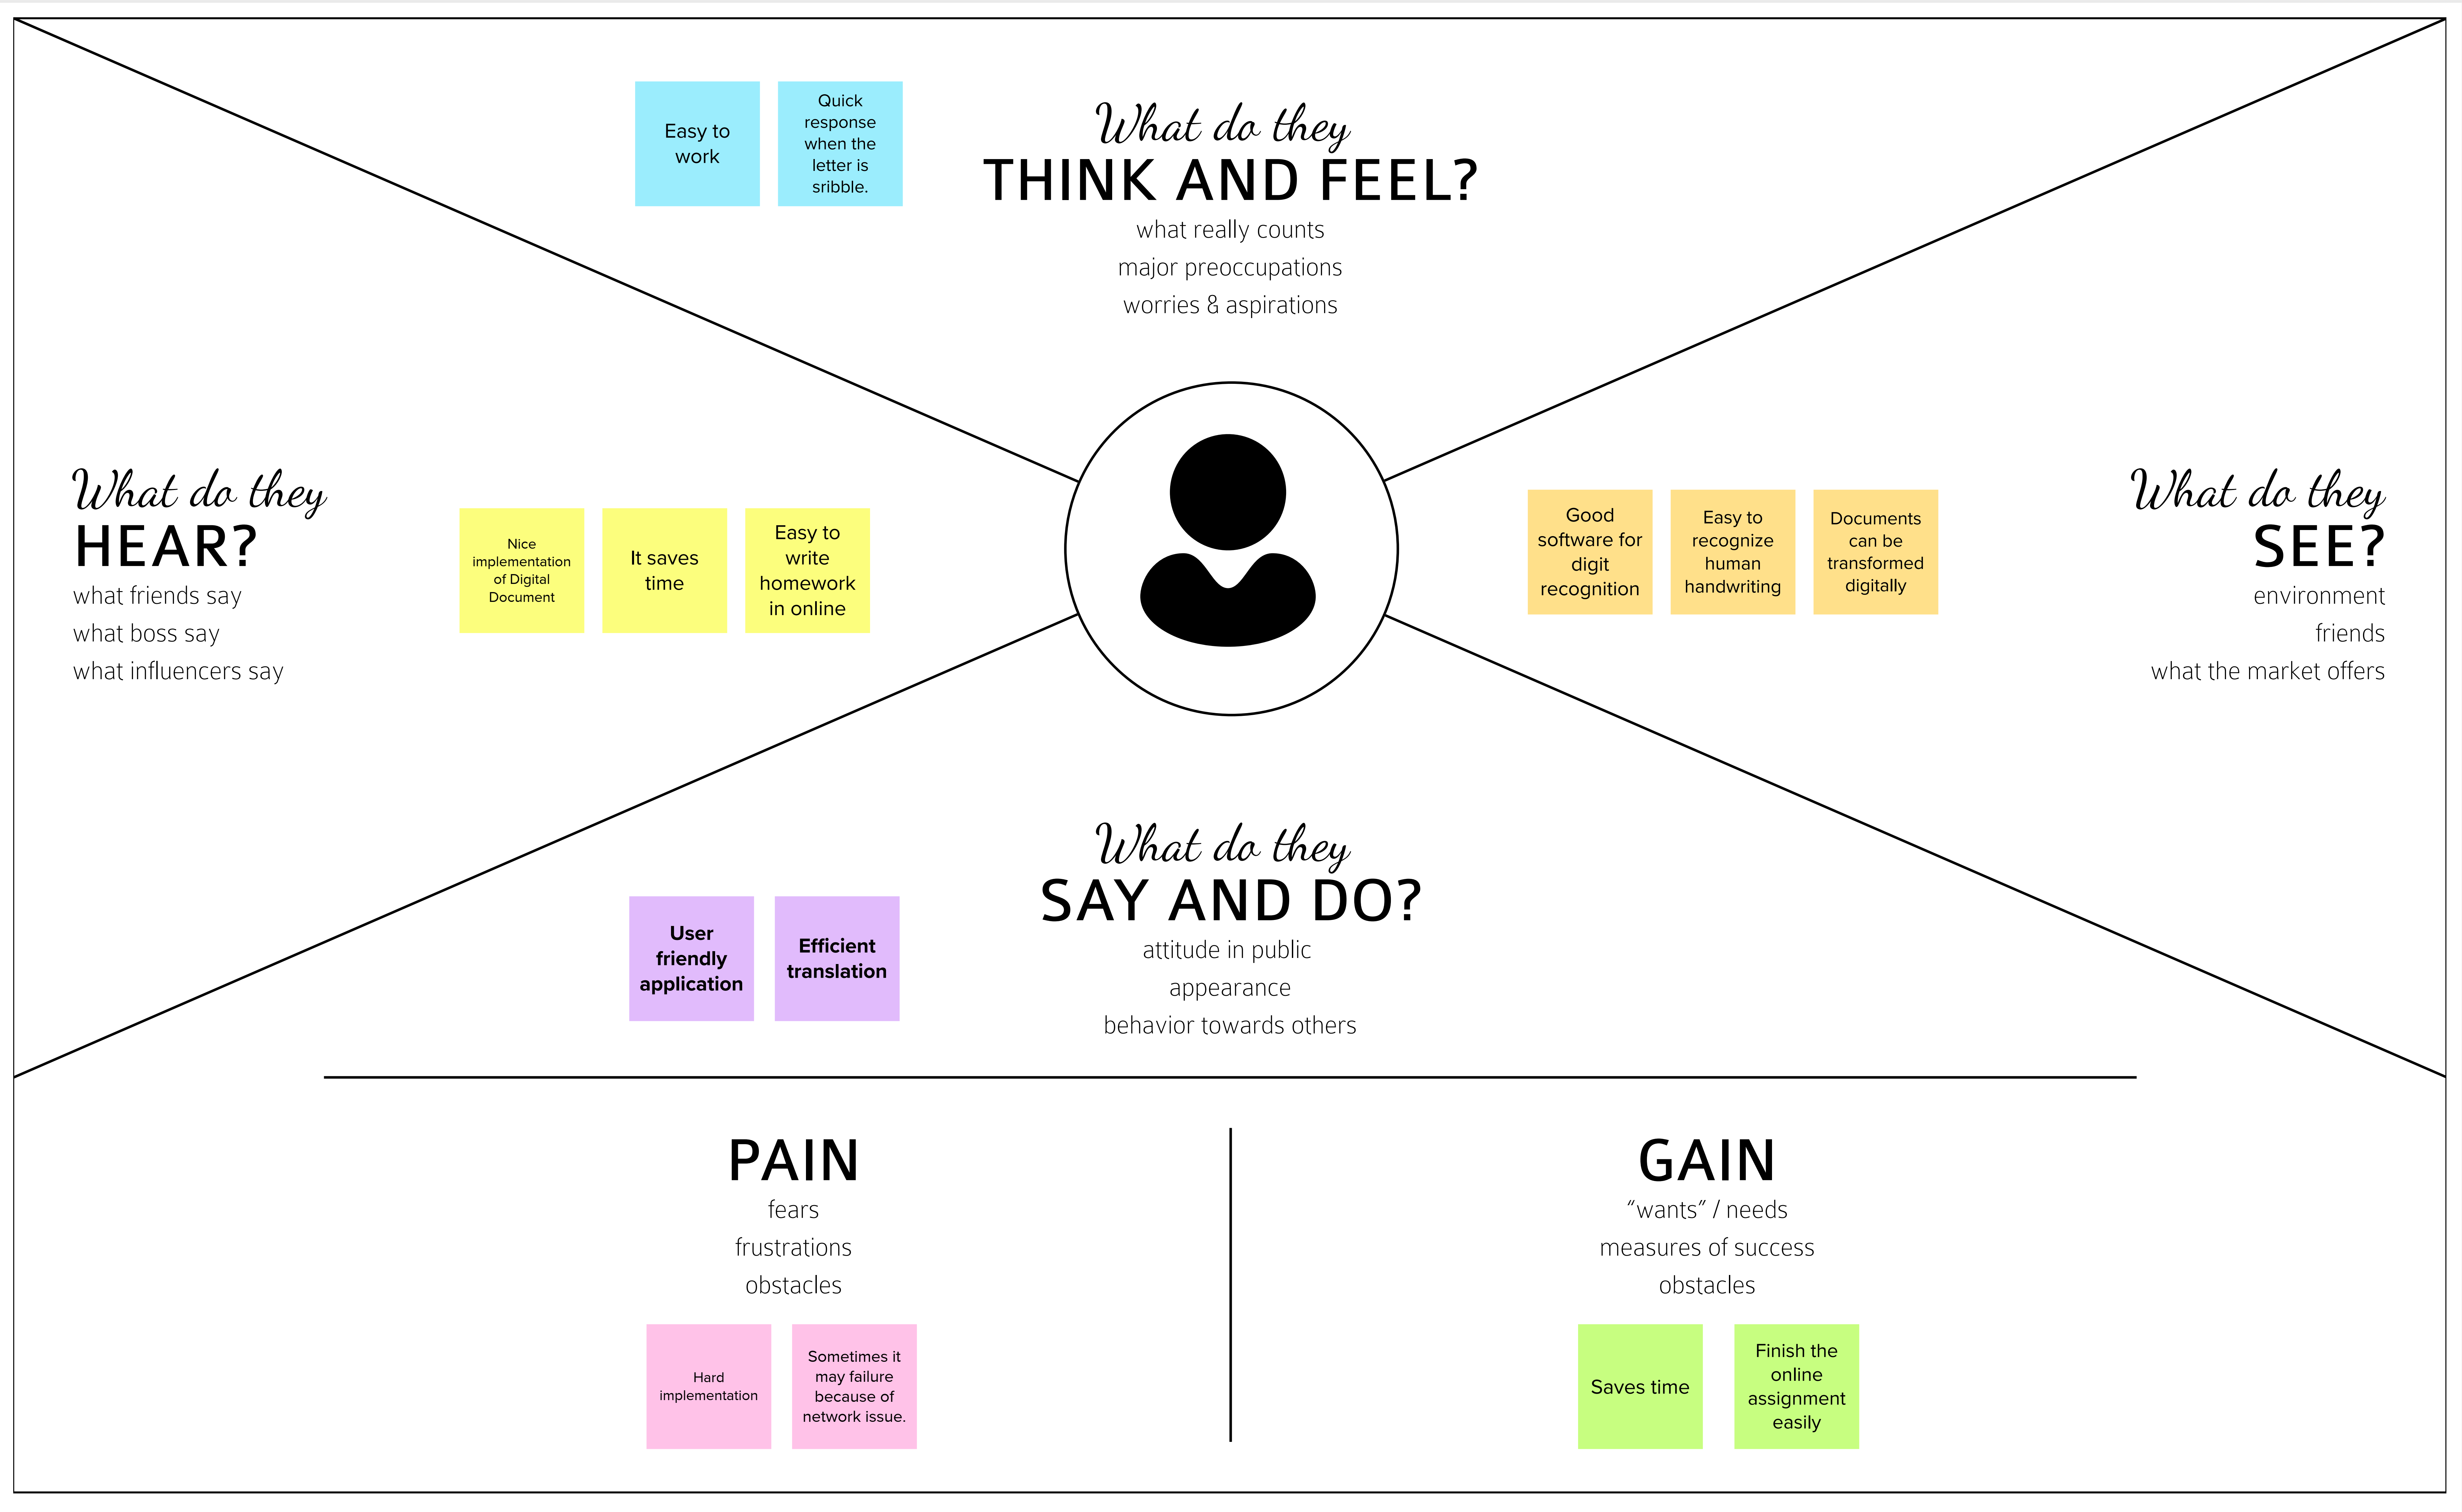 Easy to
work
Quick
response
when the
letter is
sribble.
What do they
THINK AND FEEL?
what really counts
major preoccupations
worries & aspirations
What do they
HEAR?
what friends say
what boss say
what influencers say
Nice
implementation
of Digital
Document
It saves
time
Easy to
write
homework
in online
Good
software for
digit
recognition
Easy to
recognize
human
handwriting
Documents
can be
transformed
digitally
What do they
SEE?
environment
friends
what the market offers
User
friendly
application
Efficient
translation
What do they
SAY AND DO?
attitude in public
appearance
behavior towards others
PAIN
fears
frustrations
obstacles
Hard
implementation
Sometimes it
may failure
because of
network issue.
GAIN
“wants” / needs
measures of success
obstacles
Saves time
Finish the
online
assignment
easily